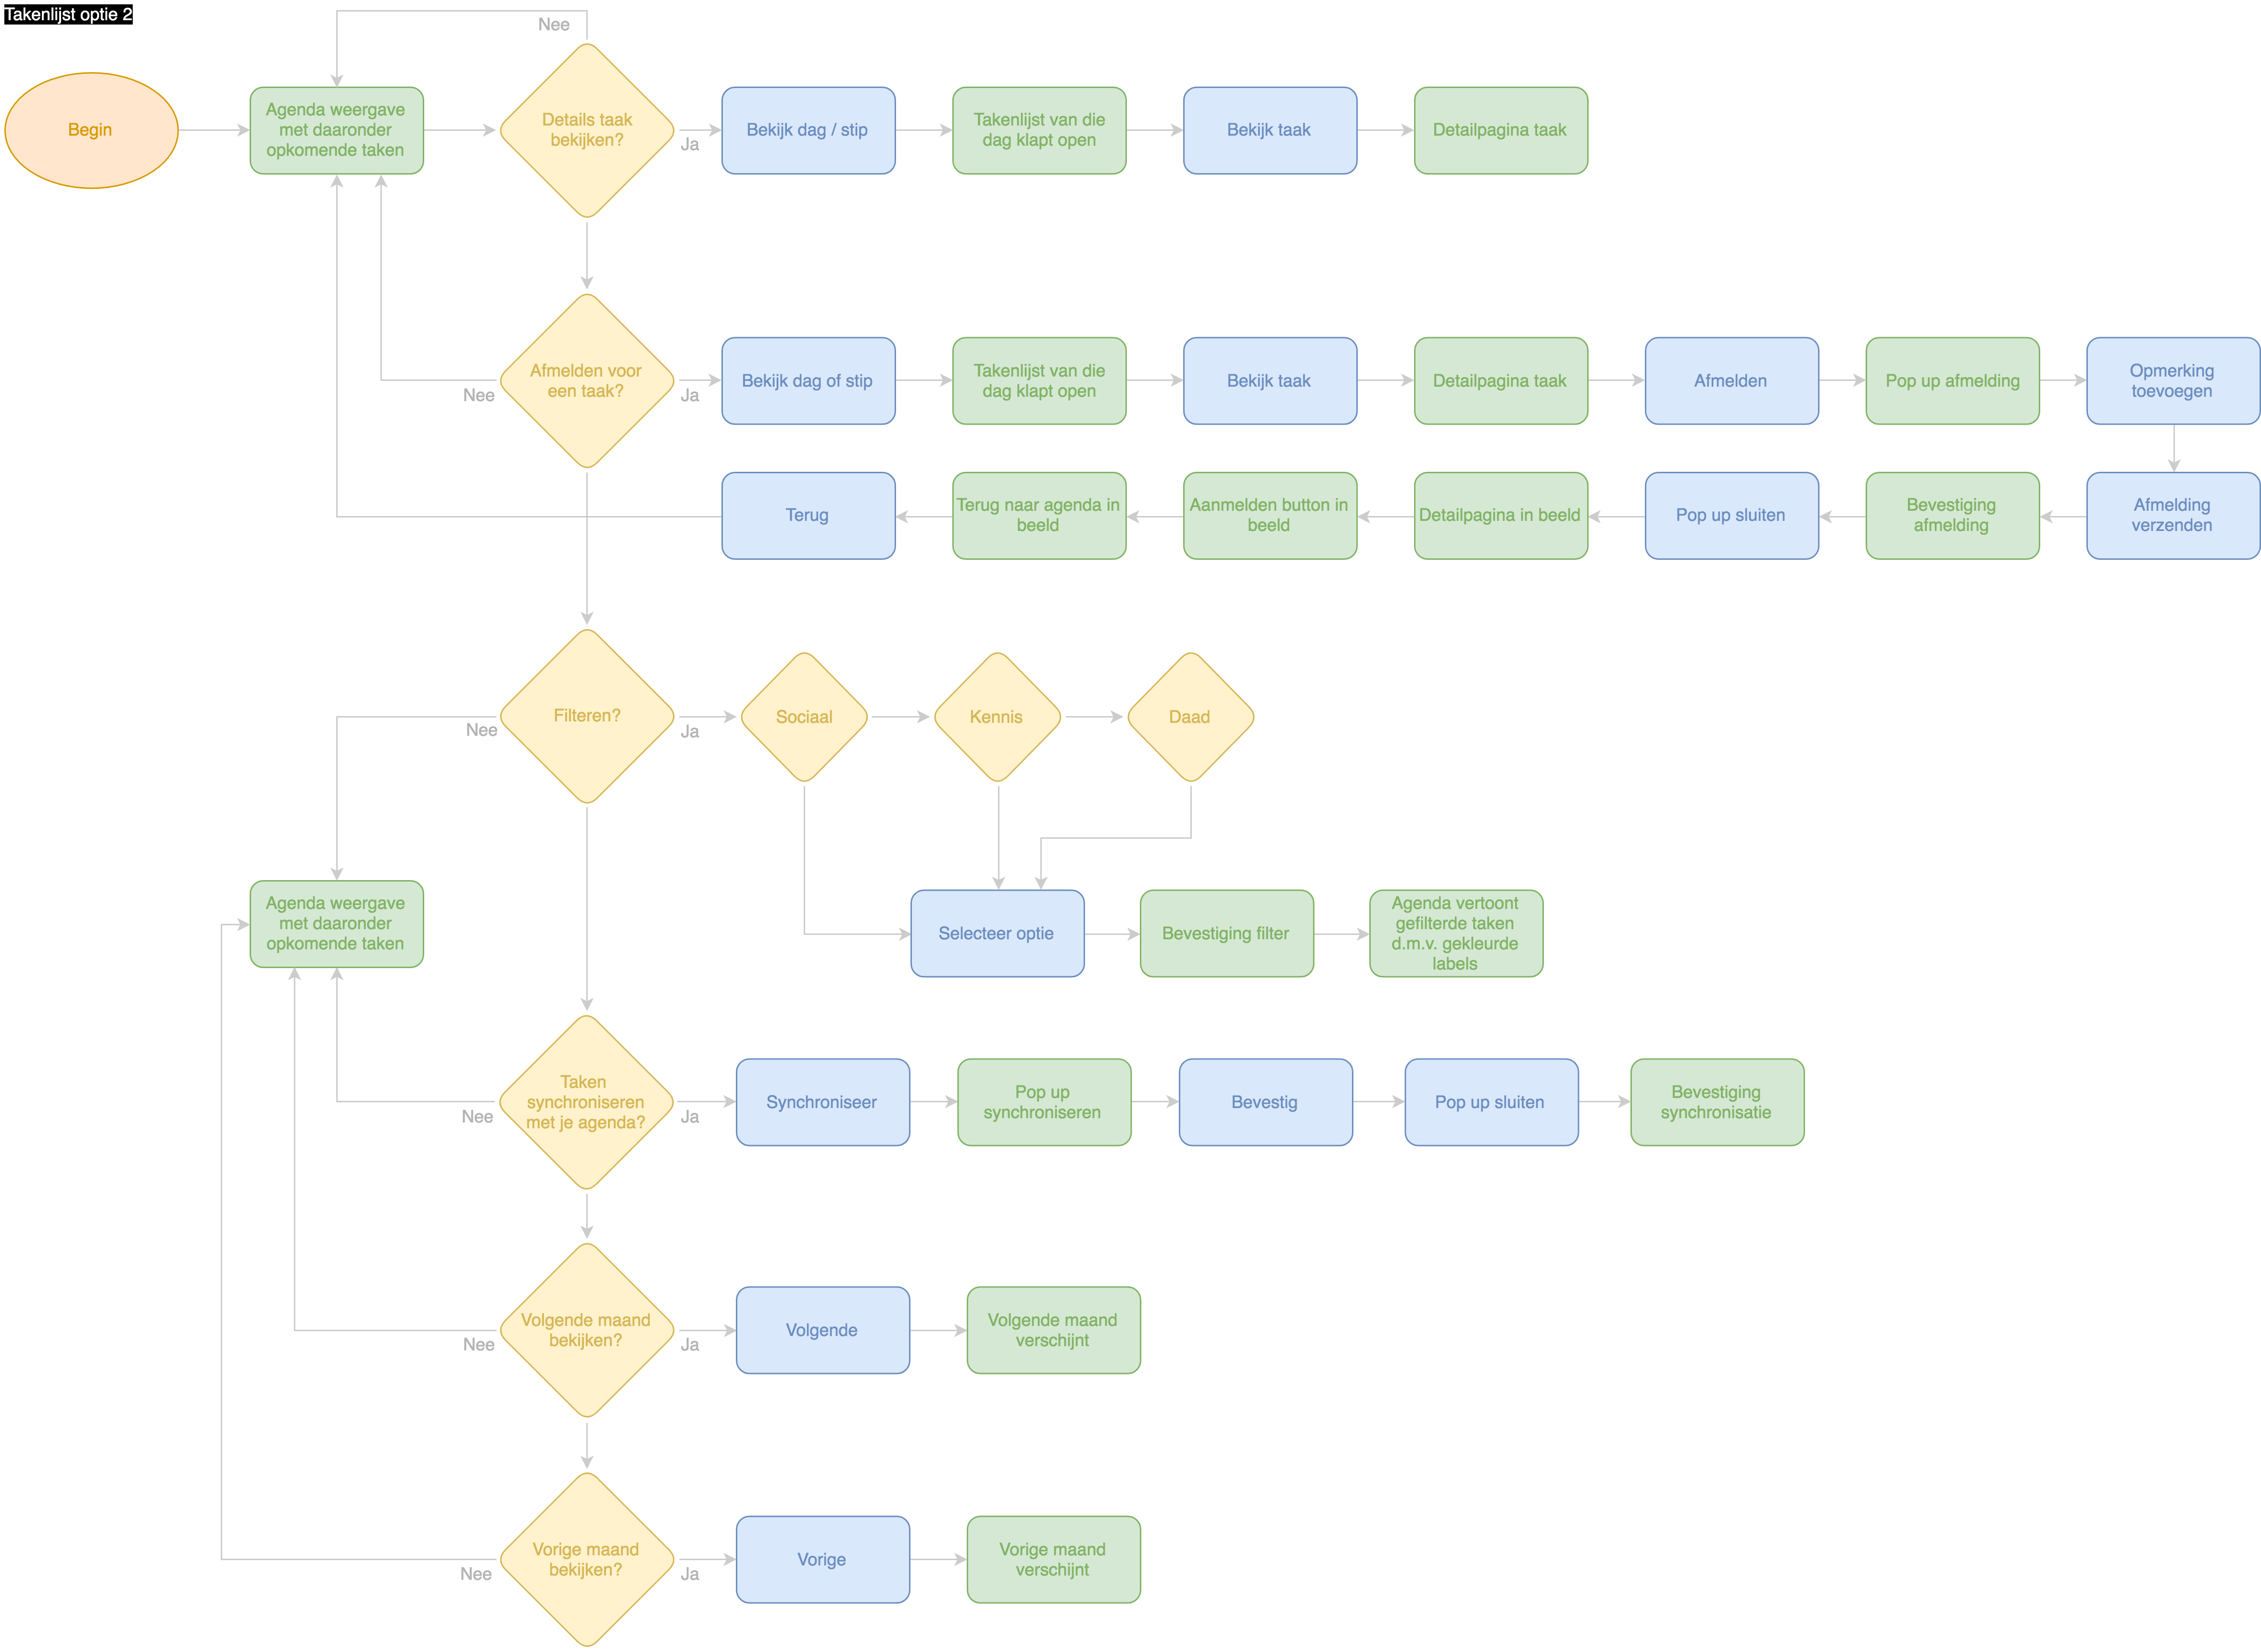 Takenlijst optie 2
Nee
Begin
Agenda weergave
met daaronder
opkomende taken
Details taak
bekijken?
Ja
Bekijk dag / stip
Takenlijst van die
dag klapt open
Bekijk taak
Detailpagina taak
Afmelden voor
een taak?
Nee
Ja
Bekijk dag of stip
Takenlijst van die
dag klapt open
Bekijk taak
Detailpagina taak
Afmelden
Pop up afmelding
Opmerking
toevoegen
Terug
Terug naar agenda in
beeld
Aanmelden button in
beeld
Detailpagina in beeld
Pop up sluiten
Bevestiging
afmelding
Afmelding
verzenden
Filteren?
Nee
Ja
Sociaal
Kennis
Daad
Agenda weergave
met daaronder
opkomende taken
Selecteer optie
Bevestiging filter
Agenda vertoont
gefilterde taken
d.m.v. gekleurde
labels
Taken
synchroniseren
met je agenda?
Nee
Ja
Synchroniseer
Pop up
synchroniseren
Bevestig
Pop up sluiten
Bevestiging
synchronisatie
Volgende maand
bekijken?
Nee
Ja
Volgende
Volgende maand
verschijnt
Vorige maand
bekijken?
Nee
Ja
Vorige
Vorige maand
verschijnt